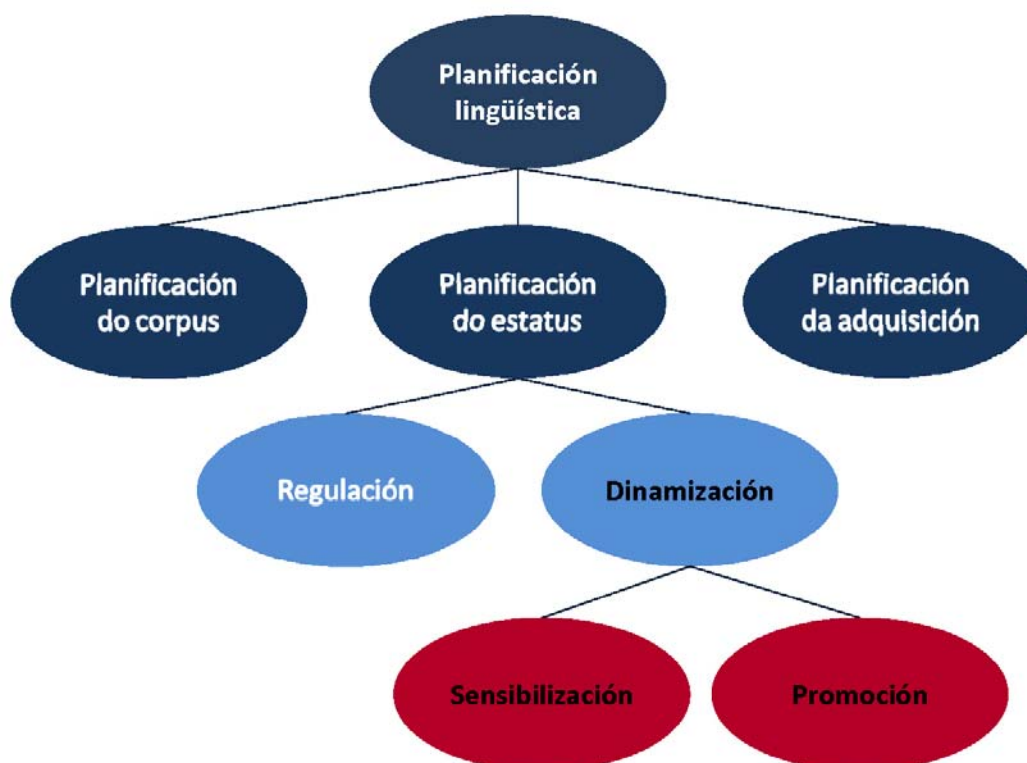 Planificación
lingüística
Planificación
do corpus
Planificación
do estatus
Planificación
da adquisición
Regulación
Dinamización
Sensibilización
Promoción